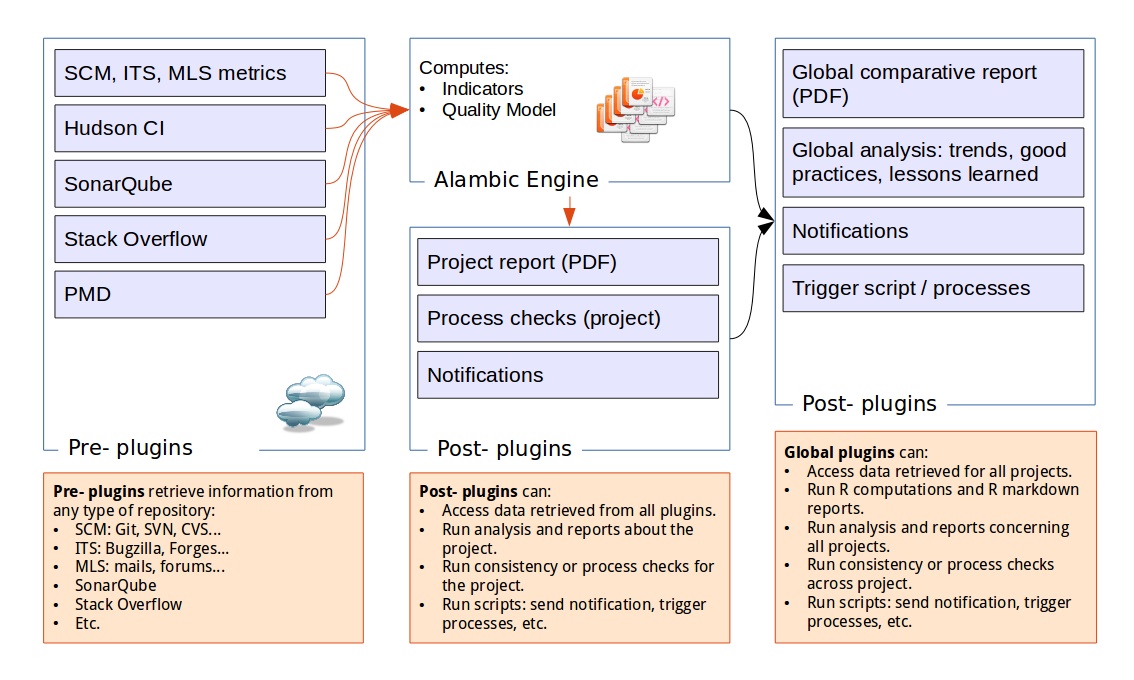 SCM, ITS, MLS metrics
Hudson CI
SonarQube
Stack Overflow
PMD
Pre- plugins
Computes:
• Indicators
• Quality Model
</>
Alambic Engine
Project report (PDF)
Process checks (project)
Notifications
Post- plugins
Global comparative report
(PDF)
Global analysis: trends, good
practices, lessons learned
Notifications
Trigger script / processes
Post- plugins
Pre- plugins retrieve information from
any type of repository:
• SCM: Git, SVN, CVS...
• ITS: Bugzilla, Forges...
• MLS: mails, forums...
• SonarQube
• Stack Overflow
• Etc.
Post- plugins can:
• Access data retrieved from all plugins.
• Run analysis and reports about the
project.
• Run consistency or process checks for
the project.
• Run scripts: send notification, trigger
processes, etc.
Global plugins can:
• Access data retrieved for all projects.
• Run R computations and R markdown
reports.
• Run analysis and reports concerning
all projects.
• Run consistency or process checks
across project.
• Run scripts: send notification, trigger
processes, etc.